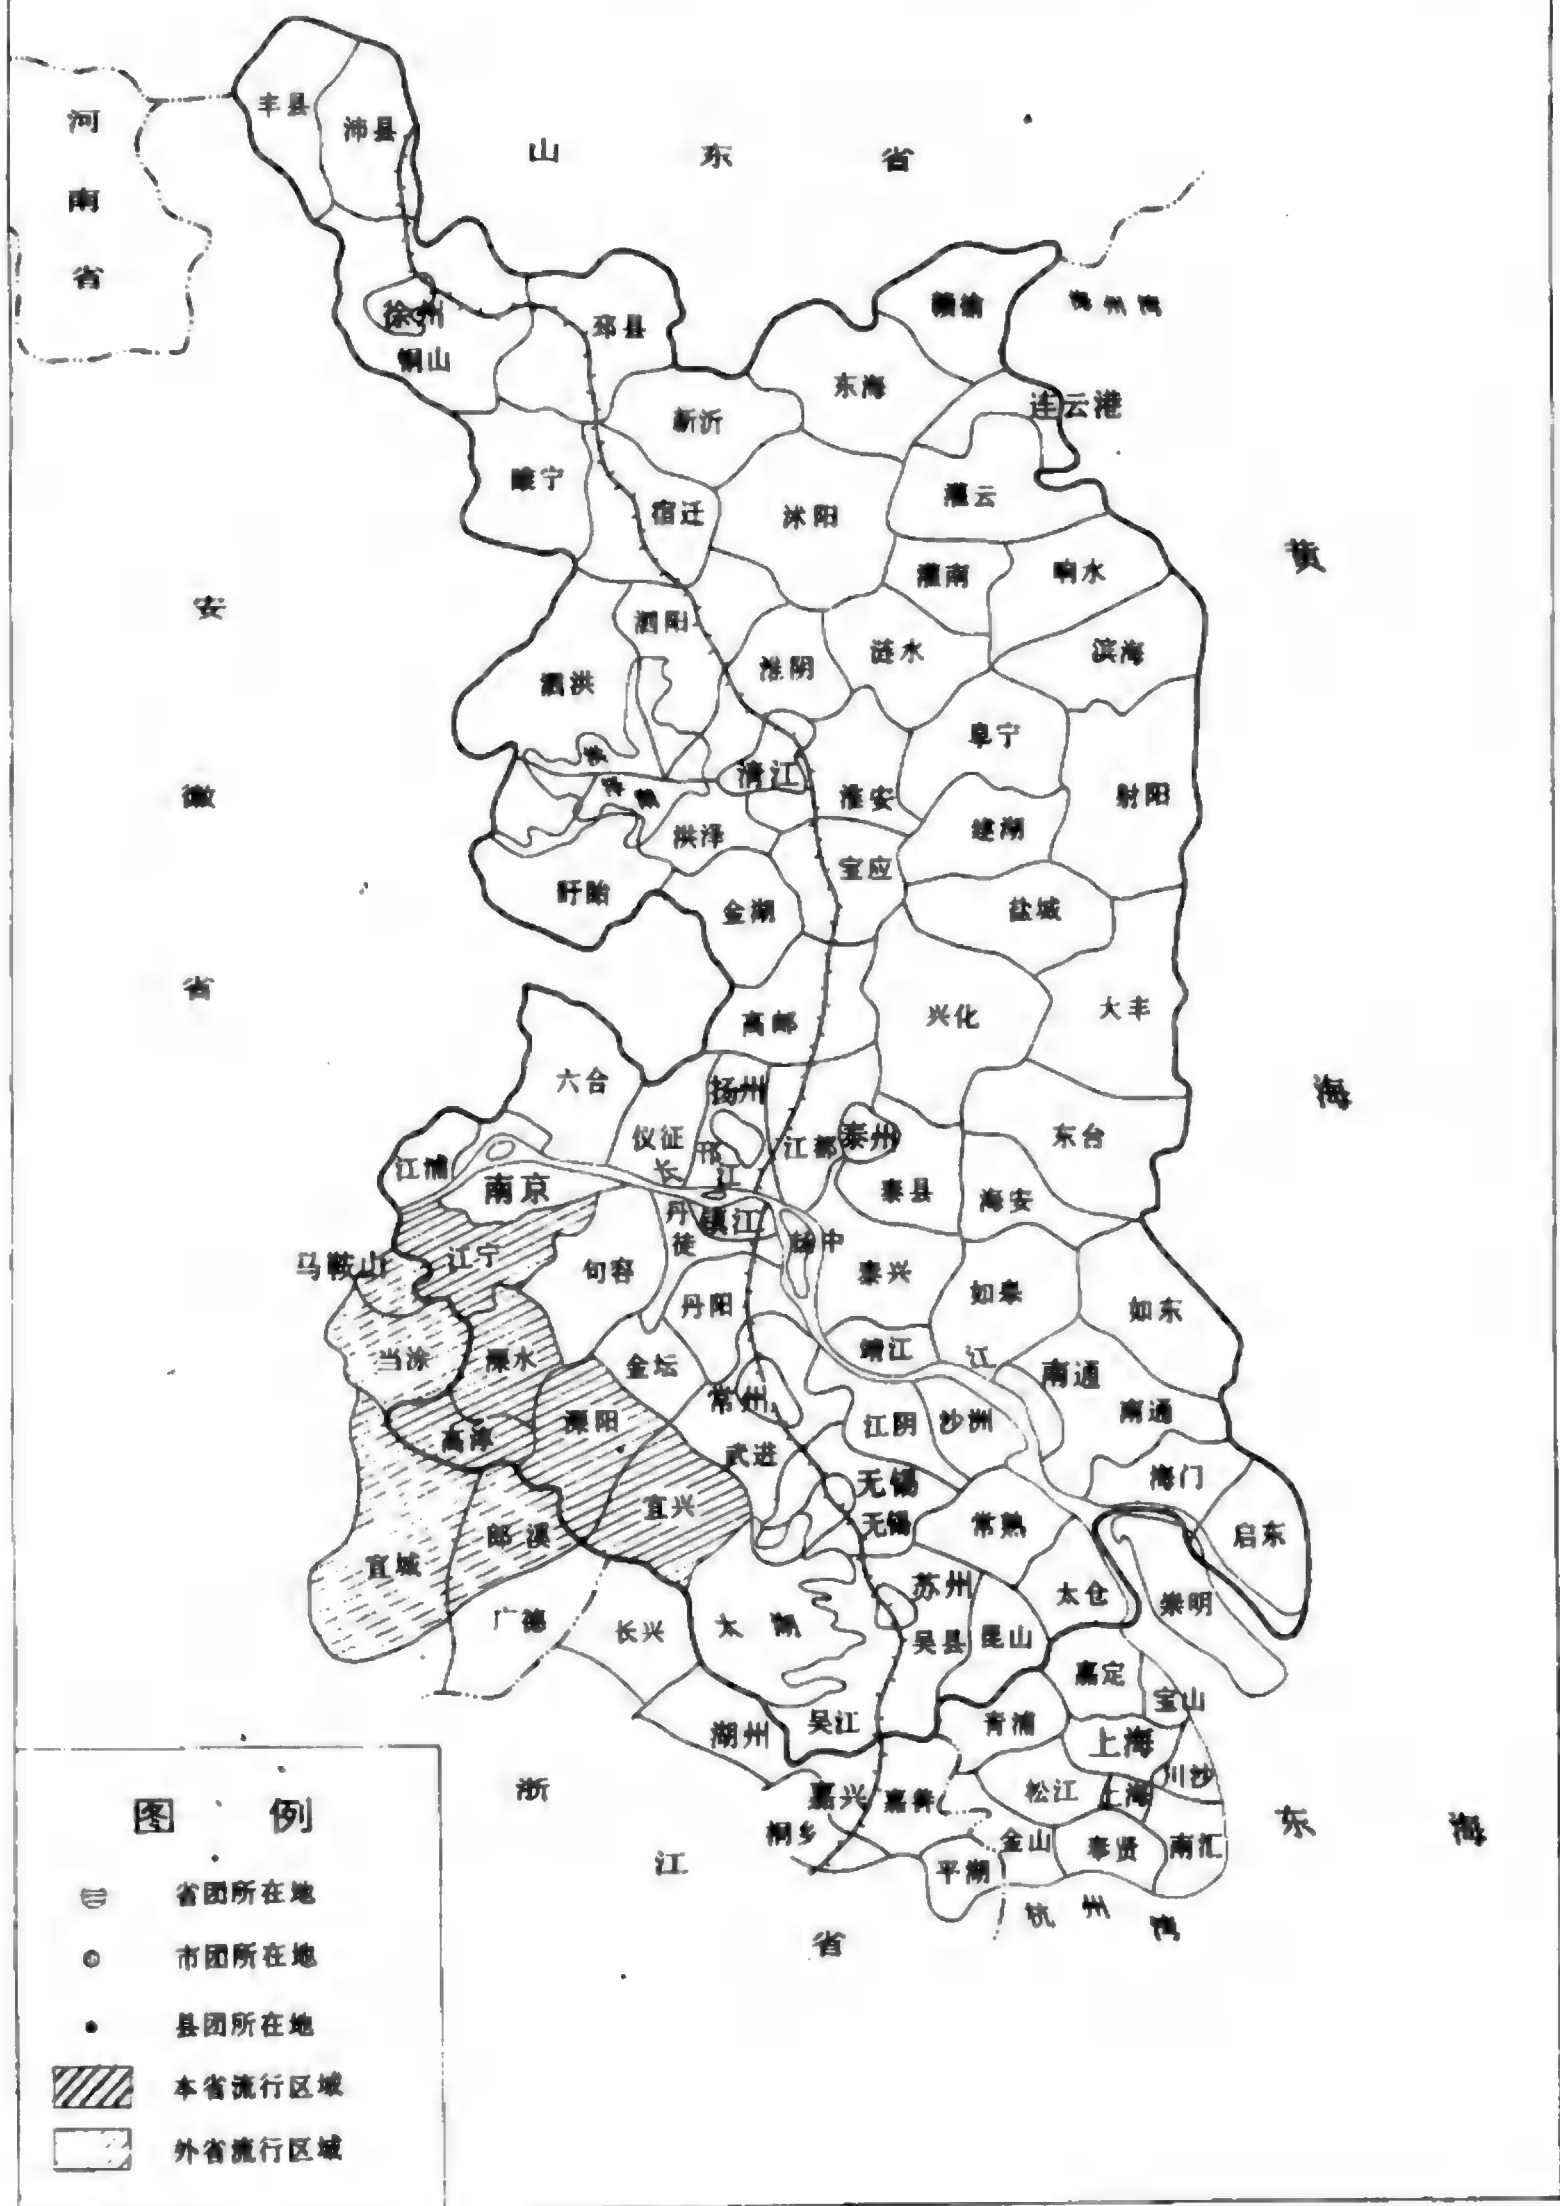 河南省
山东省
安徽省
浙江省
黄海
东海
海州湾
杭州湾
丰县
沛县
徐州
铜山
邳县
赣榆
东海
连云港
新沂
睢宁
宿迁
沭阳
灌云
灌南
响水
泗阳
泗洪
淮阴
涟水
滨海
阜宁
清江
淮安
射阳
洪泽
建湖
宝应
盱眙
金湖
盐城
高邮
兴化
大丰
六合
扬州
仪征
邗江
江都
泰州
东台
江浦
南京
长
泰县
海安
丹徒
镇江
扬中
马鞍山
江宁
句容
泰兴
如皋
如东
丹阳
当涂
溧水
金坛
靖江
江
南通
常州
高淳
溧阳
江阴
沙洲
南通
武进
无锡
海门
宜兴
无锡
常熟
启东
宣城
郎溪
苏州
太仓
崇明
广德
长兴
太湖
吴县
昆山
嘉定
宝山
湖州
吴江
青浦
上海
川沙
嘉兴
嘉善
松江
上海
桐乡
金山
奉贤
南汇
平湖
图例
省团所在地
市团所在地
县团所在地
本省流行区域
外省流行区域